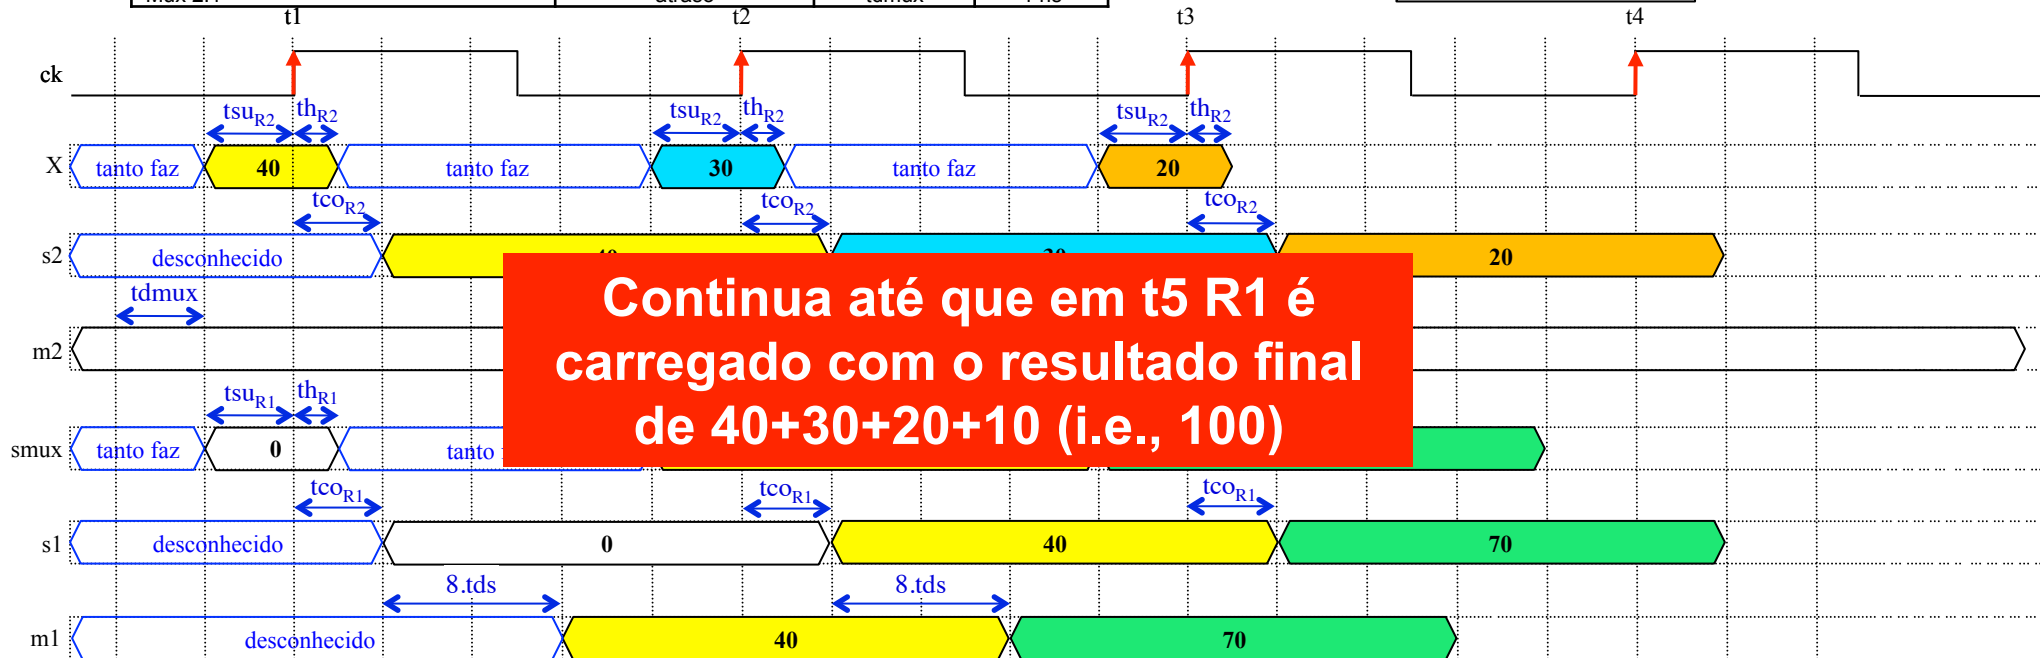 t1 t2 t3 t4
ck
tsuR2 thR2 tsuR2 thR2 tsuR2 thR2
X tanto faz 40 tanto faz 30 tanto faz 20
tcoR2 tcoR2 tcoR2
s2 desconhecido 20
tdmux
Continua até que em t5 R1 é
carregado com o resultado final
de 40+30+20+10 (i.e., 100)
m2
tsuR1 thR1
smux tanto faz 0 tanto
tcoR1 tcoR1 tcoR1
s1 desconhecido 0 40 70
8.tds 8.tds
m1 desconhecido 40 70